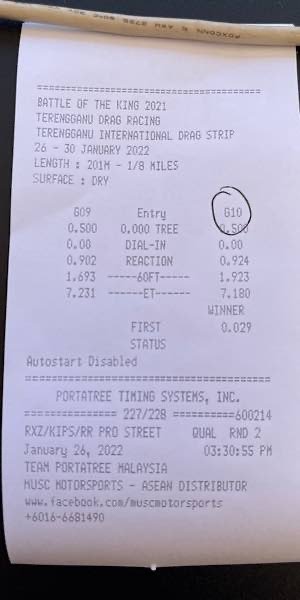 ==========================================
BATTLE OF THE KING 2021
TERENGGANU DRAG RACING
TERENGGANU INTERNATIONAL DRAG STRIP
26 - 30 JANUARY 2022
LENGTH : 201M - 1/8 MILES
SURFACE : DRY
G09 Entry G10
0.500 0.000 TREE 0.500
0.00 DIAL-IN 0.00
0.902 REACTION 0.924
1.693 -----60FT----- 1.923
7.231 ------ET------ 7.180
WINNER
FIRST 0.029
STATUS
Autostart Disabled
==========================================
PORTATREE TIMING SYSTEMS, INC.
=============== 227/228 ==========600214
RXZ/KIPS/RR PRO STREET QUAL RND 2
January 26, 2022 03:30:55 PM
TEAM PORTATREE MALAYSIA
MUSC MOTORSPORTS - ASEAN DISTRIBUTOR
www.facebook.com/muscmotorsports
+6016-6681490